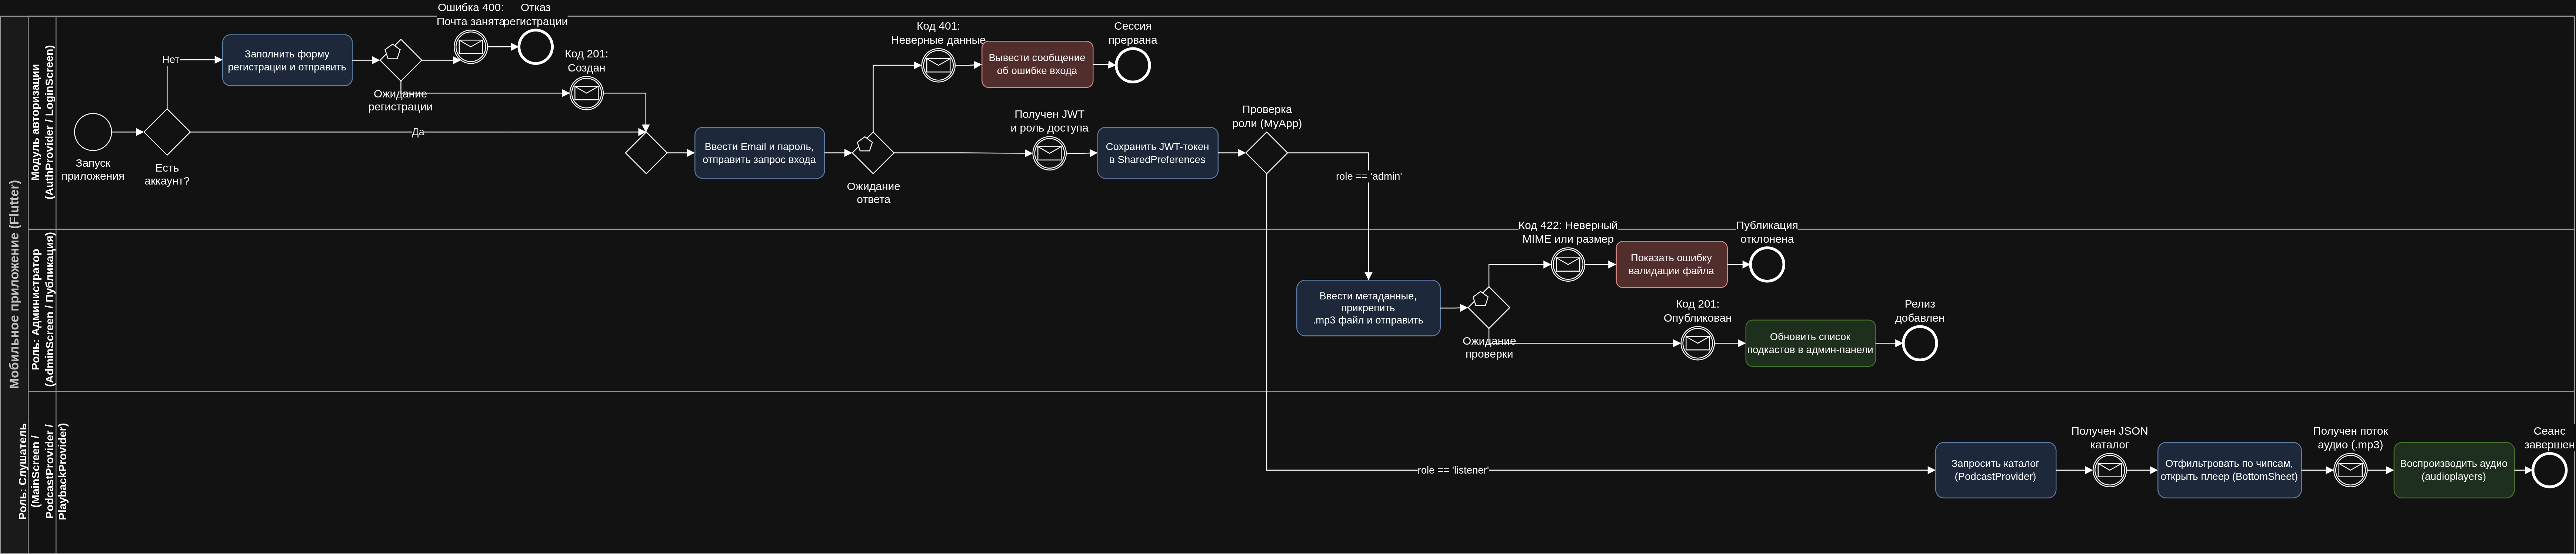 Мобильное приложение (Flutter)
Модуль авторизации
(AuthProvider / LoginScreen)
Запуск
приложения
Есть
аккаунт?
Нет
Да
Заполнить форму
регистрации и отправить
Ожидание
регистрации
Ошибка 400:
Почта занята
Отказ
регистрации
Код 201:
Создан
Ввести Email и пароль,
отправить запрос входа
Ожидание
ответа
Код 401:
Неверные данные
Вывести сообщение
об ошибке входа
Сессия
прервана
Получен JWT
и роль доступа
Сохранить JWT-токен
в SharedPreferences
Проверка
роли (MyApp)
role == 'admin'
Роль: Администратор
(AdminScreen / Публикация)
Ввести метаданные,
прикрепить
.mp3 файл и отправить
Ожидание
проверки
Код 422: Неверный
MIME или размер
Показать ошибку
валидации файла
Публикация
отклонена
Код 201:
Опубликован
Обновить список
подкастов в админ-панели
Релиз
добавлен
Роль: Слушатель
(MainScreen /
PodcastProvider /
PlaybackProvider)
role == 'listener'
Запросить каталог
(PodcastProvider)
Получен JSON
каталог
Отфильтровать по чипсам,
открыть плеер (BottomSheet)
Получен поток
аудио (.mp3)
Воспроизводить аудио
(audioplayers)
Сеанс
завершен